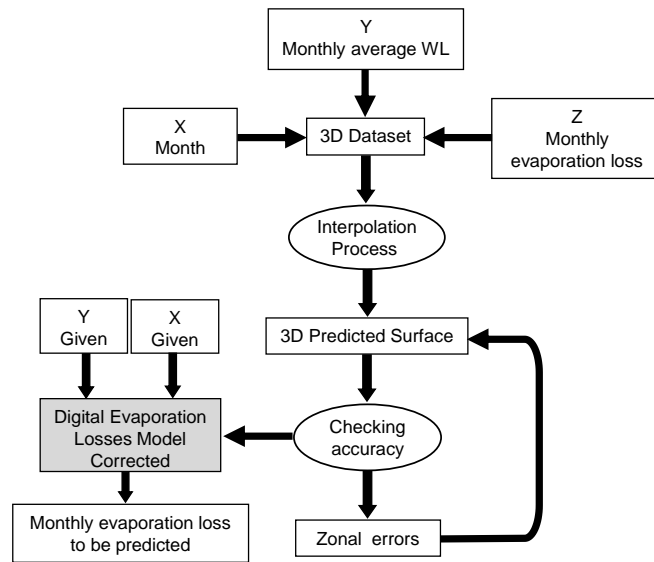 Y
Monthly average WL
X
Month
3D Dataset
Z
Monthly
evaporation loss
Interpolation
Process
Y
Given
X
Given
3D Predicted Surface
Digital Evaporation
Losses Model
Corrected
Checking
accuracy
Monthly evaporation loss
to be predicted
Zonal errors